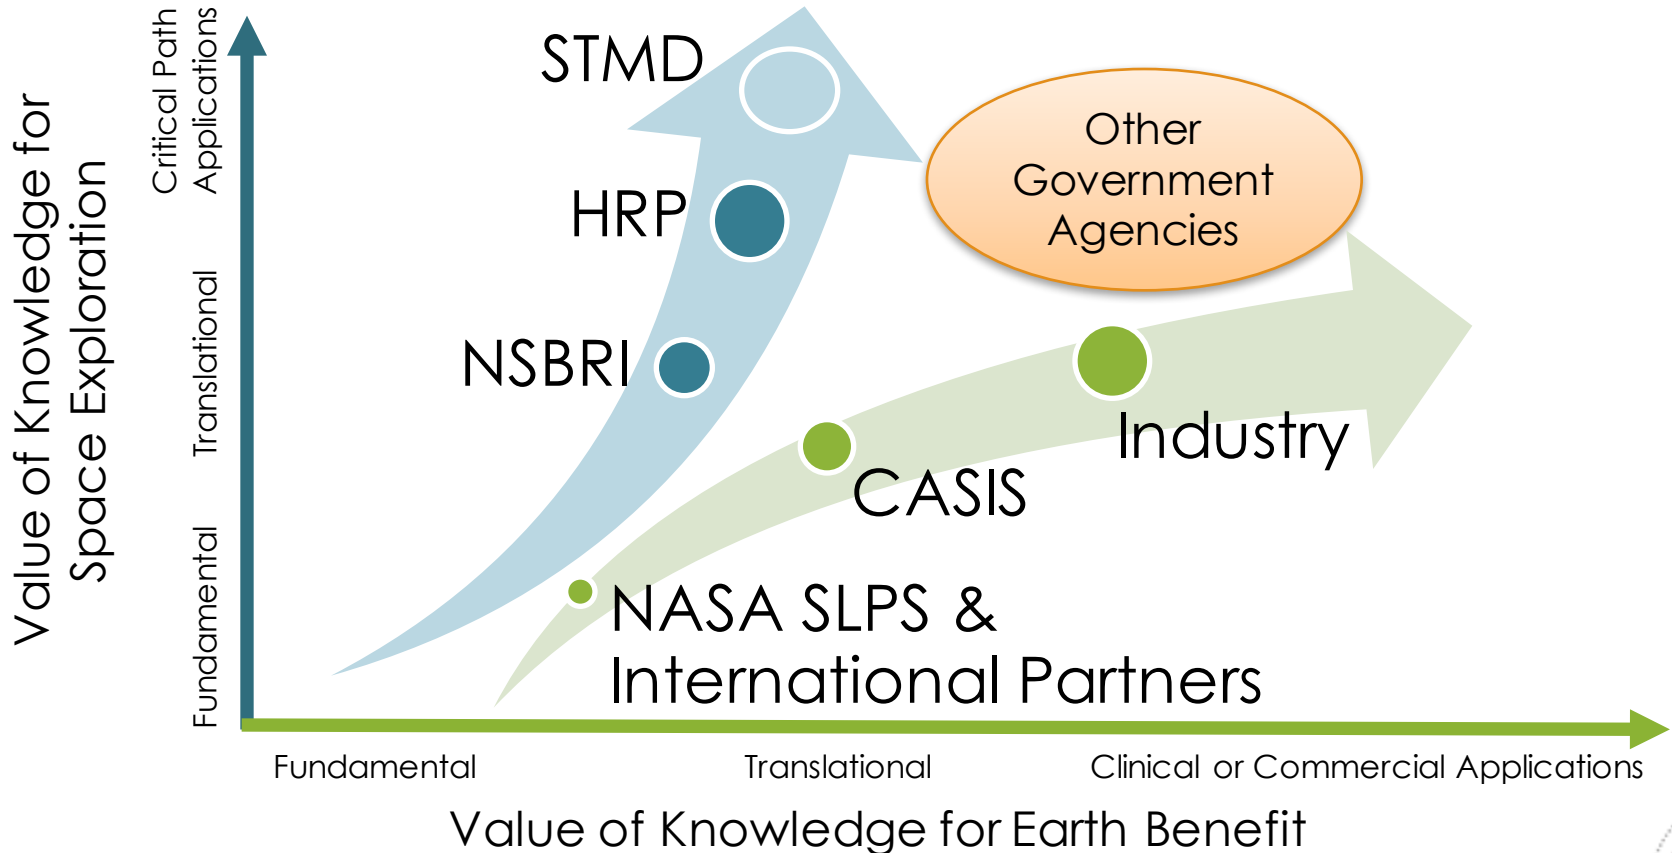 Value of Knowledge for
Space Exploration
Critical Path
Applications
Translational
Fundamental
STMD
HRP
NSBRI
Other
Government
Agencies
Industry
CASIS
NASA SLPS &
International Partners
Fundamental
Translational
Clinical or Commercial Applications
Value of Knowledge for Earth Benefit